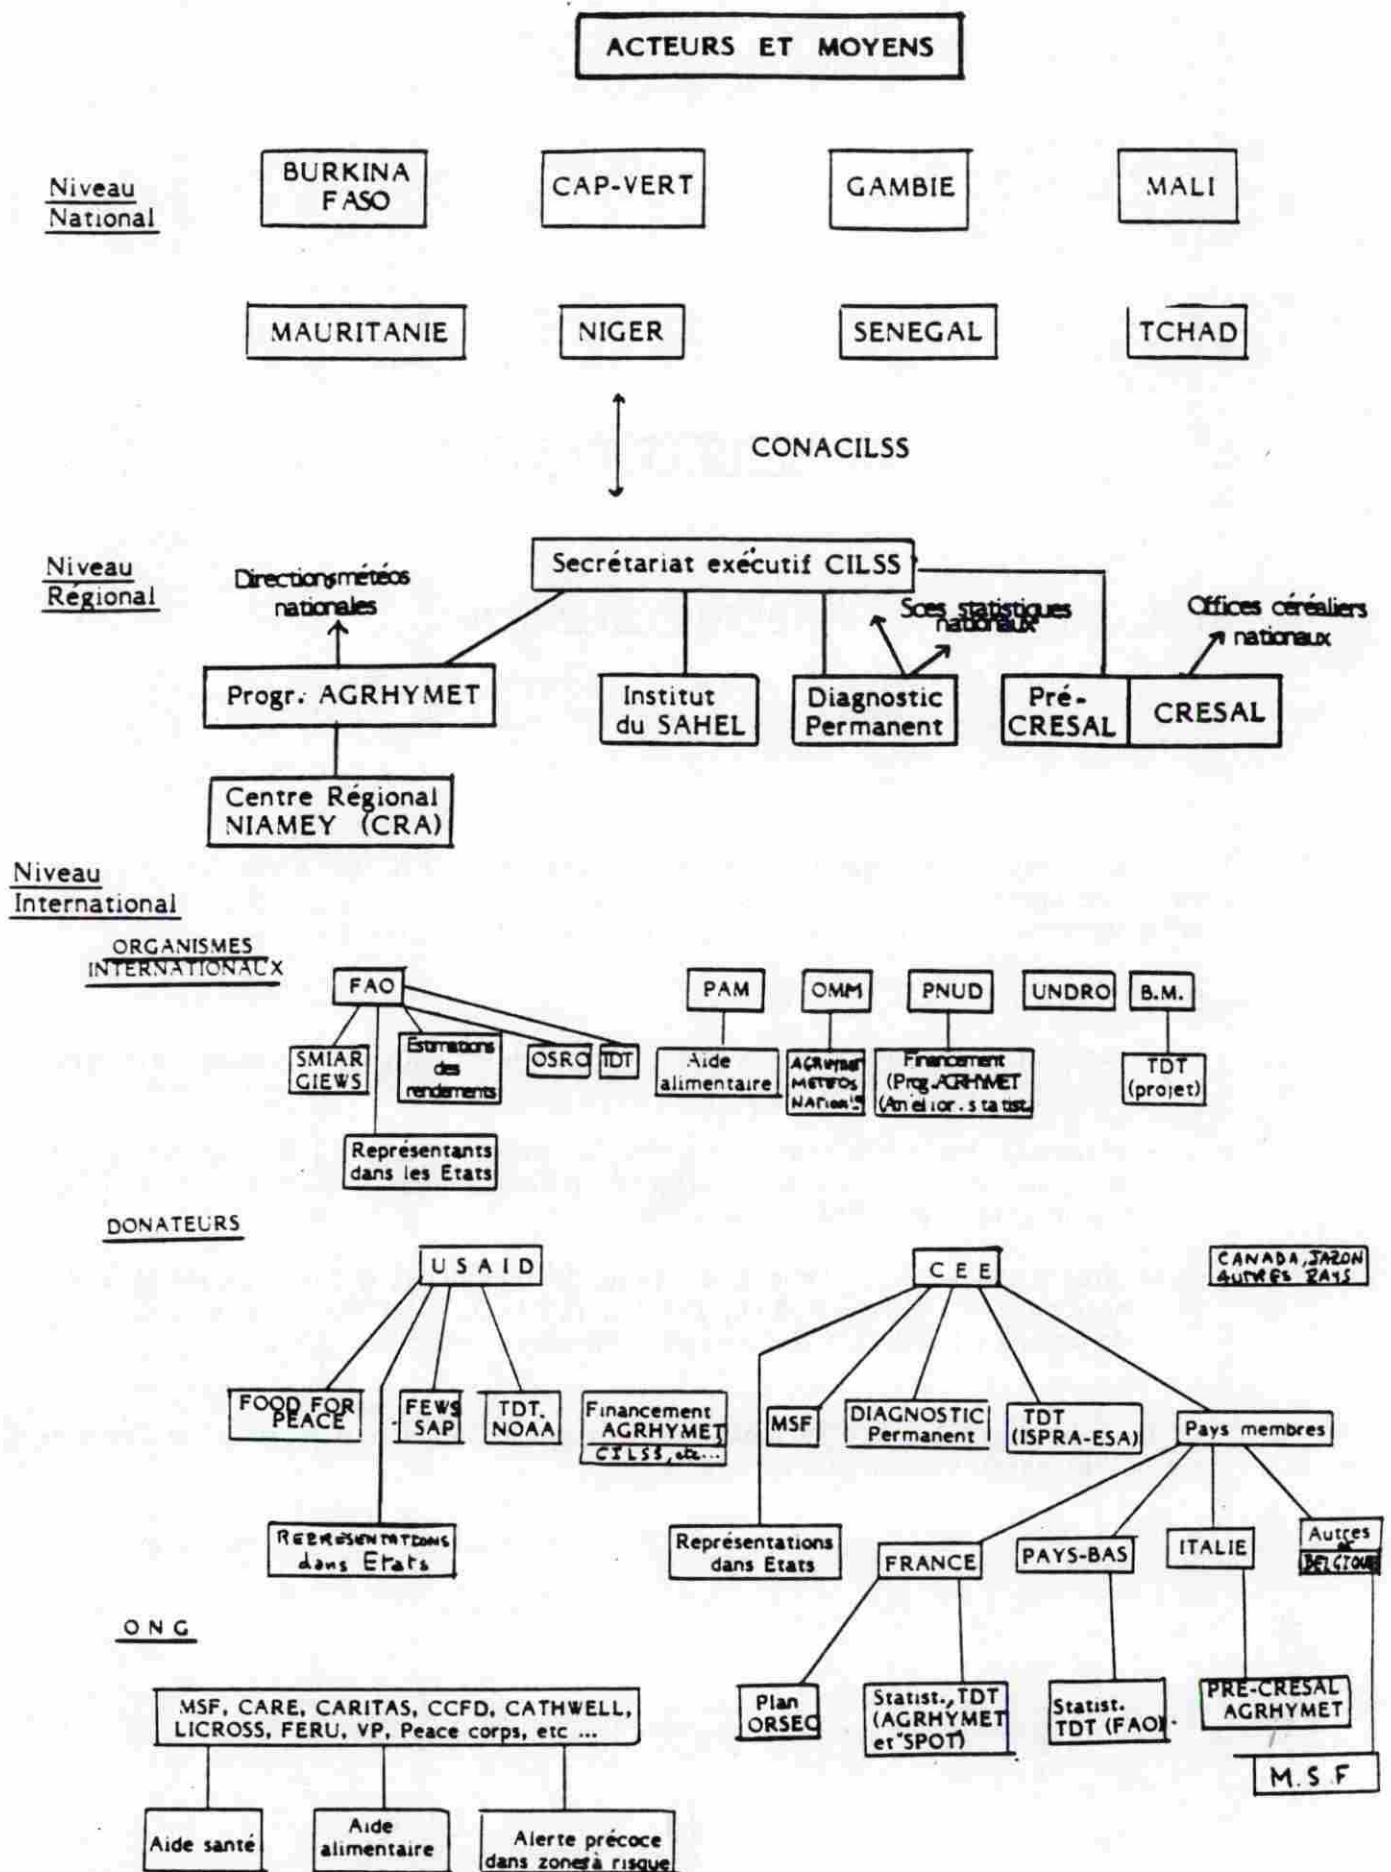 ACTEURS ET MOYENS
Niveau
National
BURKINA
FASO
CAP-VERT
GAMBIE
MALI
MAURITANIE
NIGER
SENEGAL
TCHAD
CONACILSS
Niveau
Régional
Directions météos
nationales
Secrétariat exécutif CILSS
Sces statistiques
nationaux
Offices céréaliers
nationaux
Progr. AGRHYMET
Institut
du SAHEL
Diagnostic
Permanent
Pré-
CRESAL
CRESAL
Centre Régional
NIAMEY (CRA)
Niveau
International
ORGANISMES
INTERNATIONAUX
FAO
PAM
OMM
PNUD
UNDRO
B.M.
SMIAR
GIEWS
Estimations
des
rendements
OSRO
TDT
Aide
alimentaire
AGRHYMET
METEOS
Financement
(Prog. AGRHYMET
(Amélior. statist.
TDT
(projet)
Représentants
dans les Etats
DONATEURS
USAID
CEE
CANADA, JAPON
AUTRES PAYS
FOOD FOR
PEACE
FEWS
SAP
TDT.
NOAA
Financement
AGRHYMET
CILSS, etc...
MSF
DIAGNOSTIC
Permanent
TDT
(ISPRA-ESA)
Pays membres
REPRESENTATIONS
dans Etats
Représentations
dans Etats
FRANCE
PAYS-BAS
ITALIE
Autres
BELGIQUE
ONG
MSF, CARE, CARITAS, CCFD, CATHWELL,
LICROSS, FERU, VP, Peace corps, etc ...
Plan
ORSEC
Statist., TDT
(AGRHYMET
et SPOT)
Statist.
TDT (FAO)
PRE-CRESAL
AGRHYMET
M.S.F
Aide santé
Aide
alimentaire
Alerte précoce
dans zones à risque